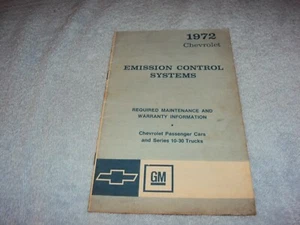 1972
Chevrolet
EMISSION CONTROL
SYSTEMS
REQUIRED MAINTENANCE AND
WARRANTY INFORMATION
•
Chevrolet Passenger Cars
and Series 10-30 Trucks
GM